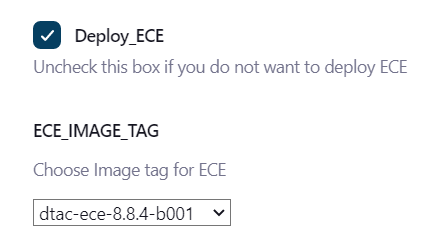 Deploy_ECE
Uncheck this box if you do not want to deploy ECE
ECE_IMAGE_TAG
Choose Image tag for ECE
dtac-ece-8.8.4-b001